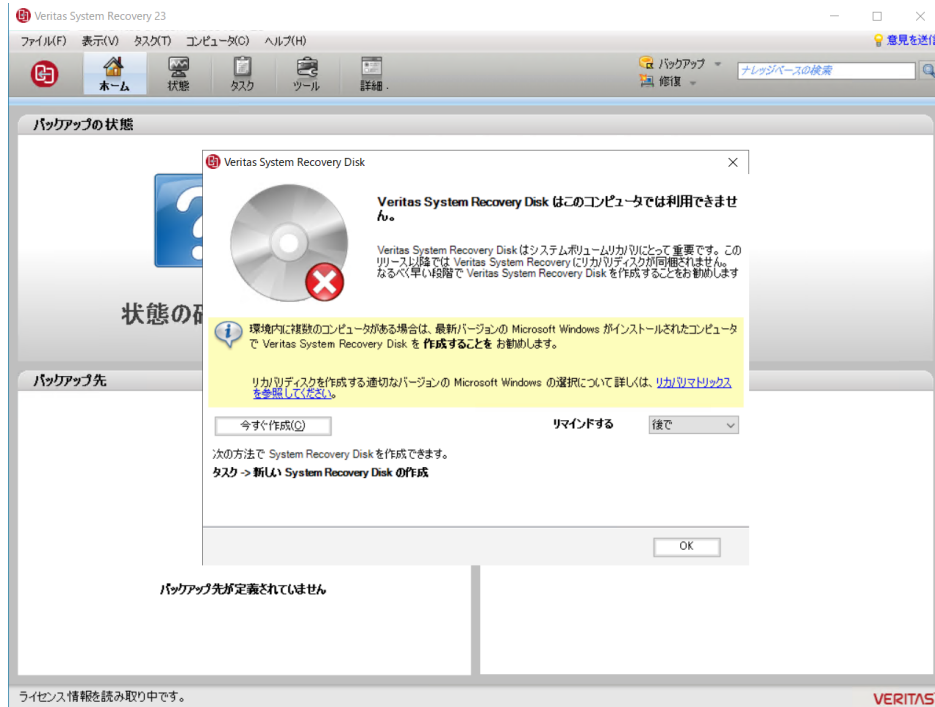 Veritas System Recovery 23
ファイル(F) 表示(V) タスク(T) コンピュータ(C) ヘルプ(H)
意見を送信
ホーム 状態 タスク ツール 詳細
バックアップ
修復
ナレッジベースの検索
バックアップの状態
状態の
Veritas System Recovery Disk
Veritas System Recovery Disk はこのコンピュータでは利用できませ
ん。
Veritas System Recovery Disk はシステムボリュームリカバリにとって重要です。この
リリース以降では Veritas System Recovery にリカバリディスクが同梱されません。
なるべく早い段階で Veritas System Recovery Disk を作成することをお勧めします
環境内に複数のコンピュータがある場合は、最新バージョンの Microsoft Windows がインストールされたコンピュータ
で Veritas System Recovery Disk を 作成することを お勧めします。
リカバリディスクを作成する適切なバージョンの Microsoft Windows の選択について詳しくは、リカバリマトリックス
を参照してください。
今すぐ作成(C)
リマインドする 後で
次の方法で System Recovery Disk を作成できます。
タスク -> 新しい System Recovery Disk の作成
OK
バックアップ先
バックアップ先が定義されていません
ライセンス情報を読み取り中です。
VERITAS